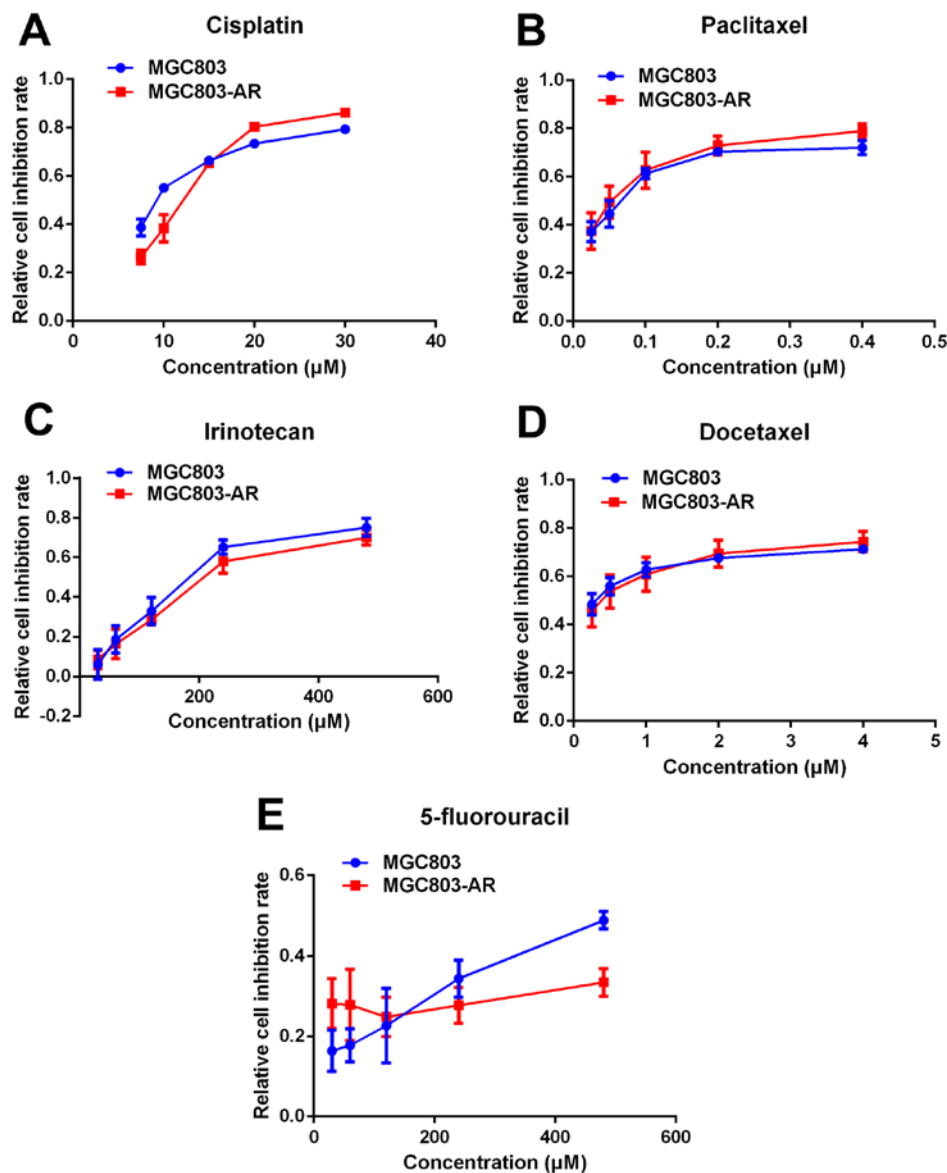 A
Cisplatin
MGC803
MGC803-AR
Relative cell inhibition rate
1.0
0.8
0.6
0.4
0.2
0.0
0 10 20 30 40
Concentration (μM)
B
Paclitaxel
MGC803
MGC803-AR
Relative cell inhibition rate
1.0
0.8
0.6
0.4
0.2
0.0
0.0 0.1 0.2 0.3 0.4 0.5
Concentration (μM)
C
Irinotecan
MGC803
MGC803-AR
Relative cell inhibition rate
1.0
0.8
0.6
0.4
0.2
0.0
-0.2
200 400 600
Concentration (μM)
D
Docetaxel
MGC803
MGC803-AR
Relative cell inhibition rate
1.0
0.8
0.6
0.4
0.2
0.0
0 1 2 3 4 5
Concentration (μM)
E
5-fluorouracil
MGC803
MGC803-AR
Relative cell inhibition rate
0.6
0.4
0.2
0.0
0 200 400 600
Concentration (μM)